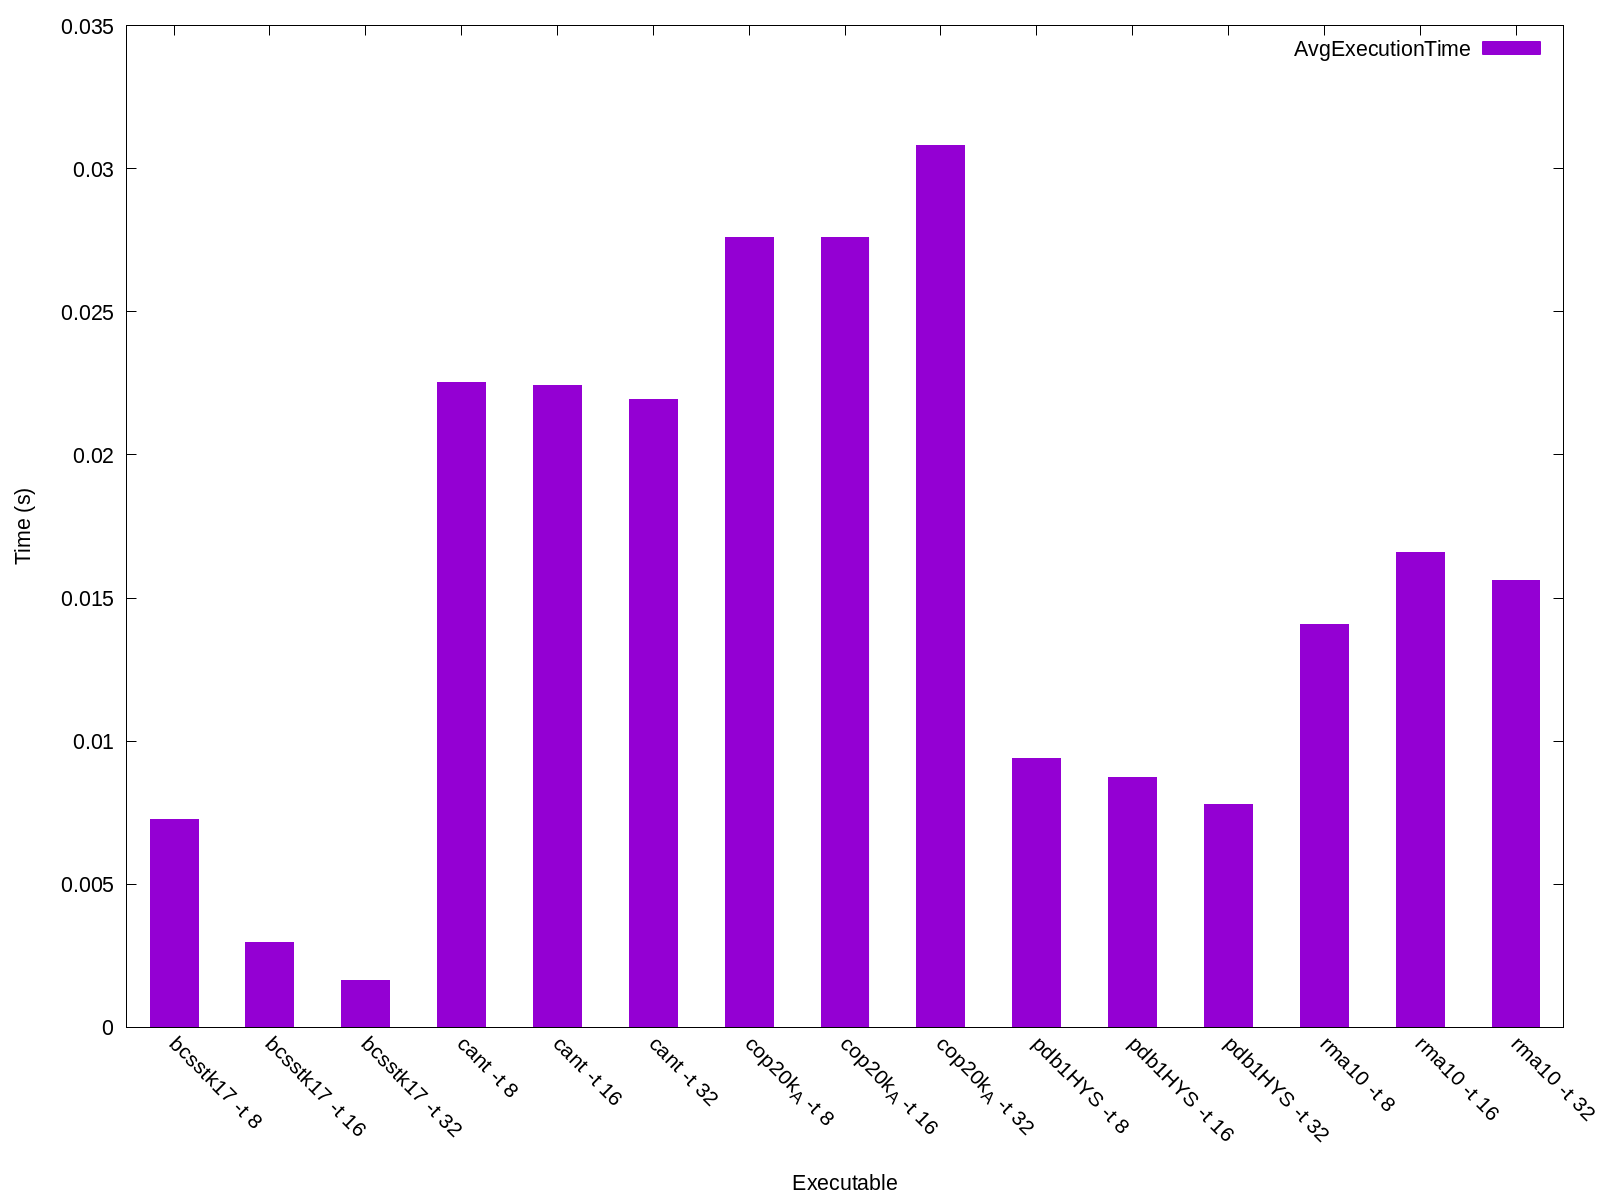 0.035
0.03
0.025
0.02
0.015
0.01
0.005
0
Time (s)
AvgExecutionTime
bcsstk17 -t 8
bcsstk17 -t 16
bcsstk17 -t 32
cant -t 8
cant -t 16
cant -t 32
cop20kA -t 8
cop20kA -t 16
cop20kA -t 32
pdb1HYS -t 8
pdb1HYS -t 16
pdb1HYS -t 32
rma10 -t 8
rma10 -t 16
rma10 -t 32
Executable